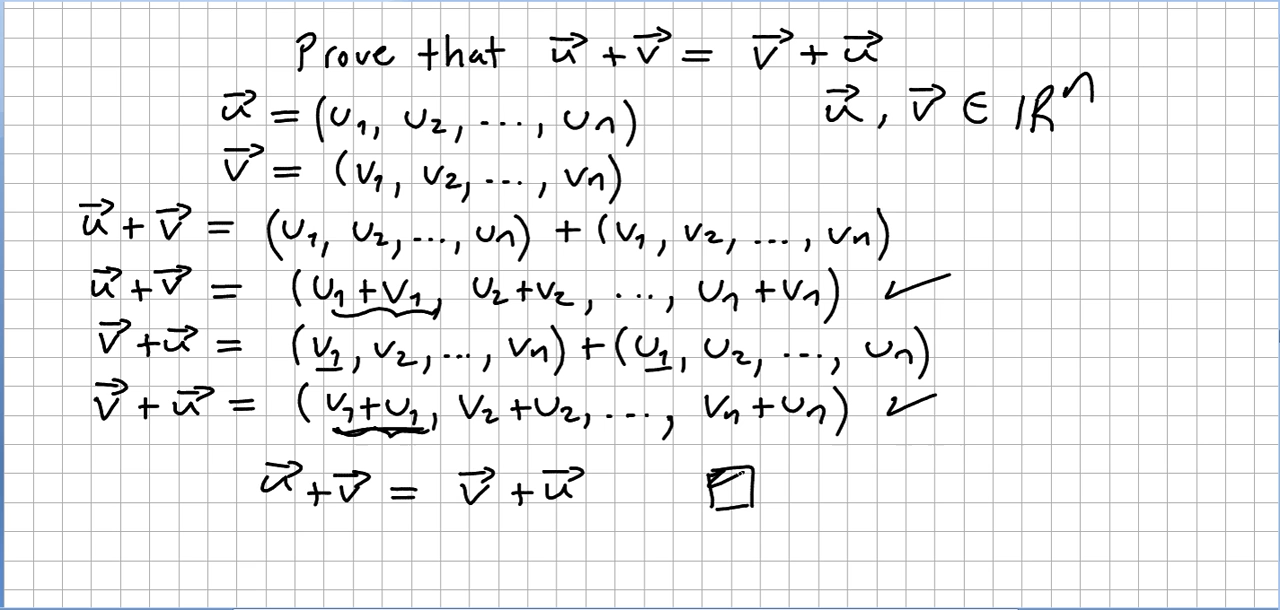 Prove that u⃗ + v⃗ = v⃗ + u⃗
u⃗ = (u₁, u₂, ..., uₙ) u⃗, v⃗ ∈ ℝⁿ
v⃗ = (v₁, v₂, ..., vₙ)
u⃗ + v⃗ = (u₁, u₂, ..., uₙ) + (v₁, v₂, ..., vₙ)
u⃗ + v⃗ = (u₁ + v₁, u₂ + v₂, ..., uₙ + vₙ) ✓
v⃗ + u⃗ = (v₁, v₂, ..., vₙ) + (u₁, u₂, ..., uₙ)
v⃗ + u⃗ = (v₁ + u₁, v₂ + u₂, ..., vₙ + uₙ) ✓
u⃗ + v⃗ = v⃗ + u⃗ □